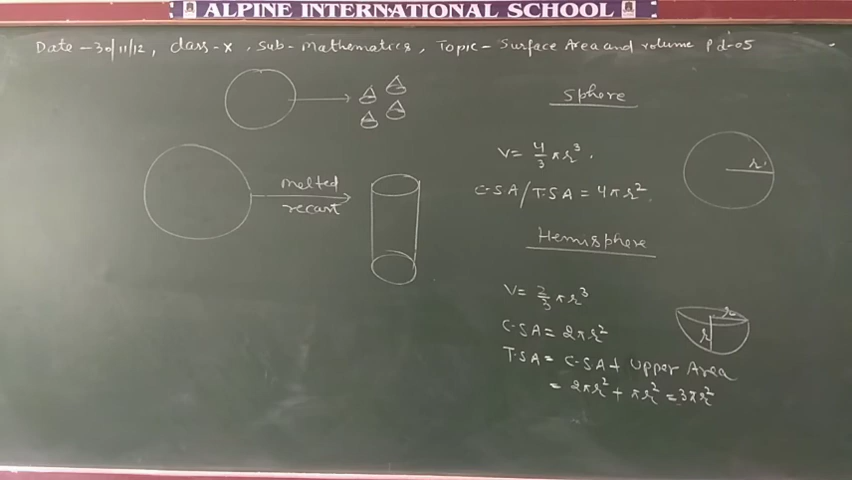 ALPINE INTERNATIONAL SCHOOL
Date - 30/11/12, class-x, Sub- Mathematics, Topic- Surface Area and volume Pd-05
Sphere
V = 4/3 πr³.
r
C.S.A/T.S.A = 4πr².
melted
recast
Hemisphere
V = 2/3 πr³
C.S.A = 2πr²
r
r
T.S.A = C.S.A + Upper Area
= 2πr² + πr² = 3πr²